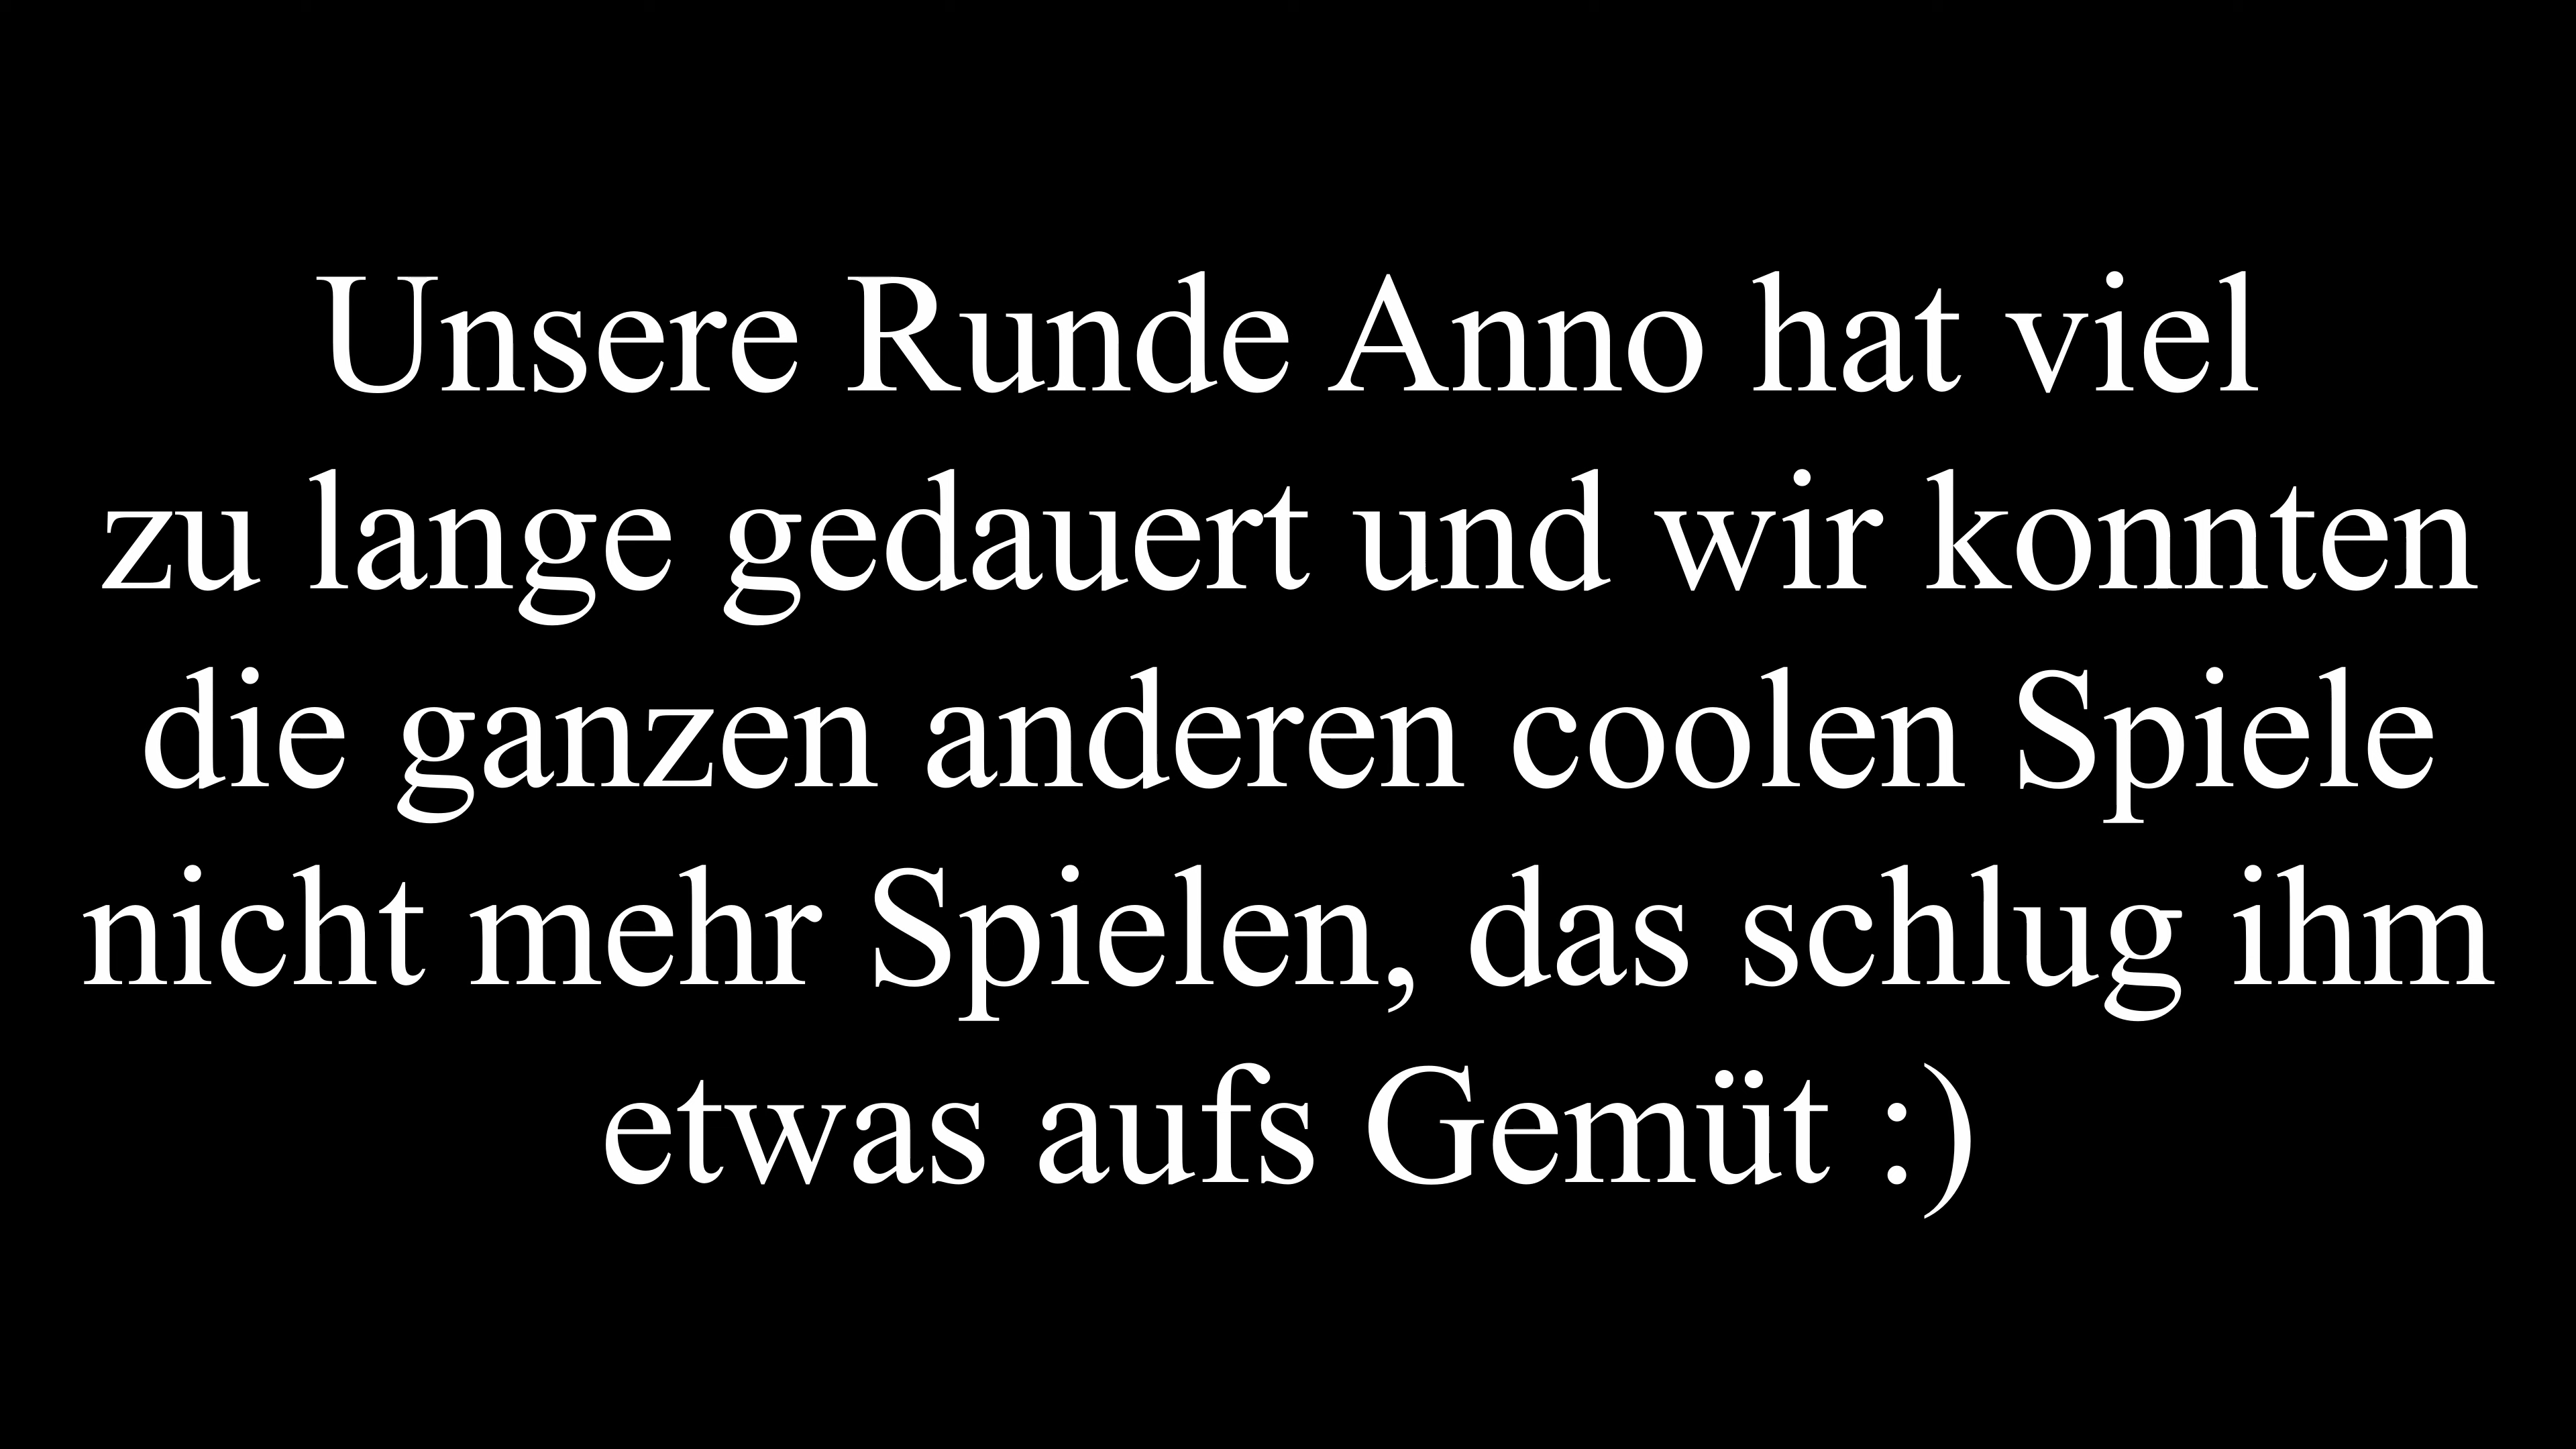 Unsere Runde Anno hat viel
zu lange gedauert und wir konnten
die ganzen anderen coolen Spiele
nicht mehr Spielen, das schlug ihm
etwas aufs Gemüt :)